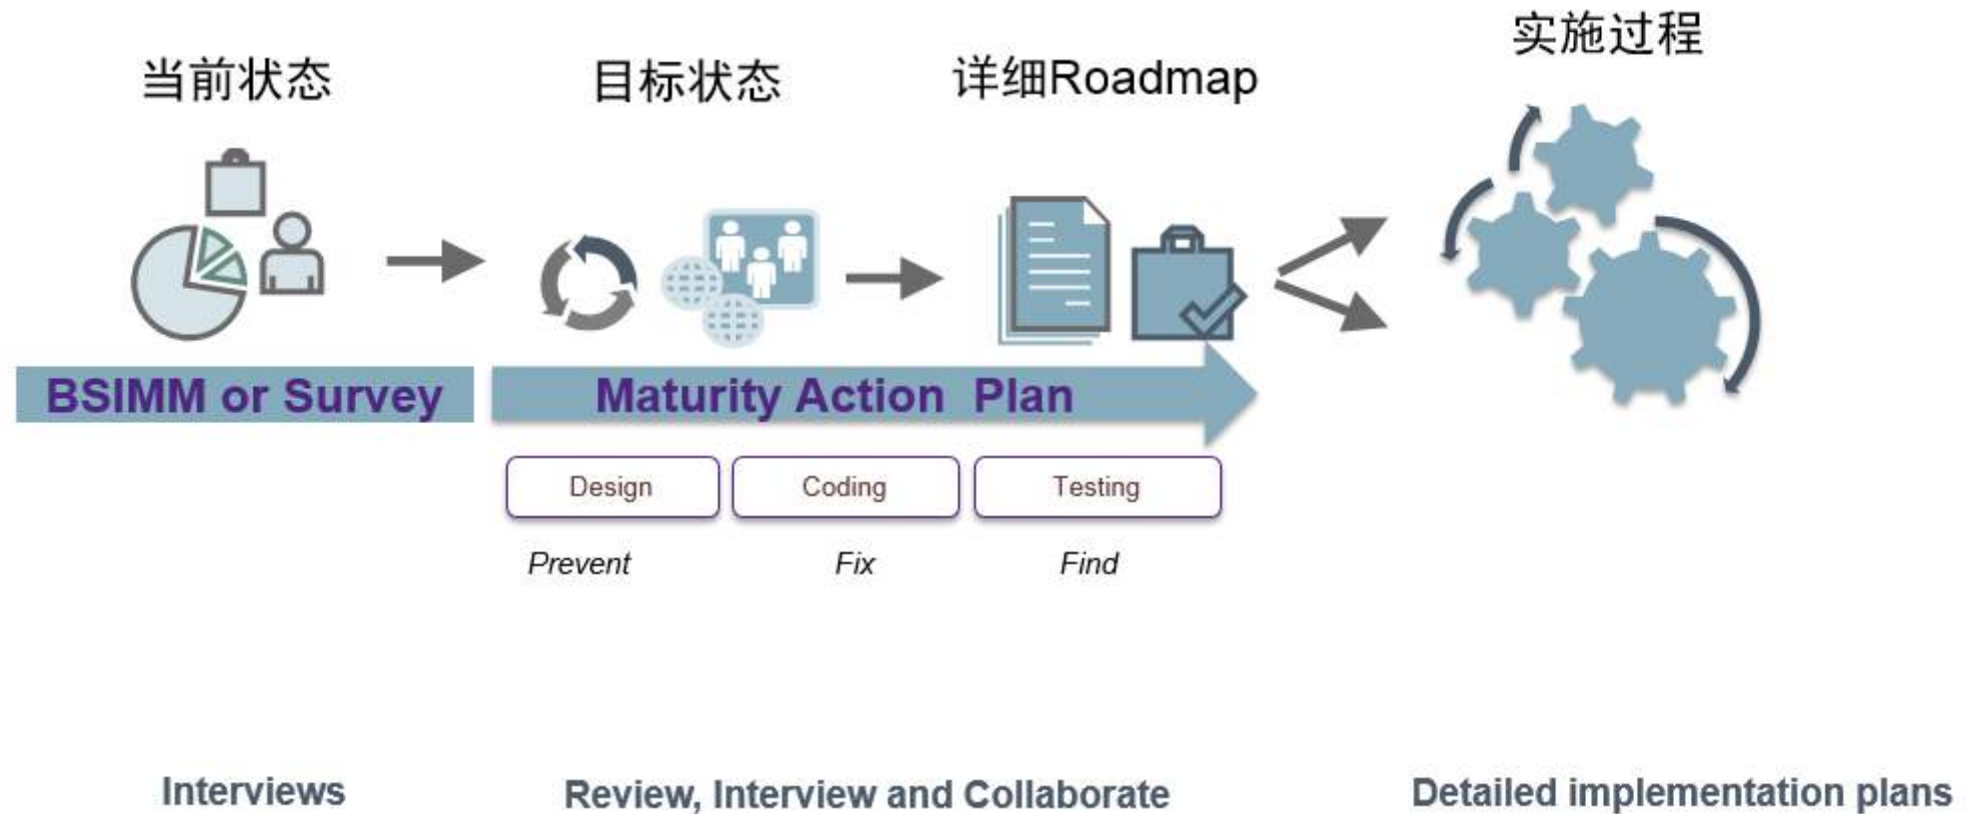 当前状态
目标状态
详细Roadmap
实施过程
BSIMM or Survey
Maturity Action Plan
Design
Coding
Testing
Prevent
Fix
Find
Interviews
Review, Interview and Collaborate
Detailed implementation plans